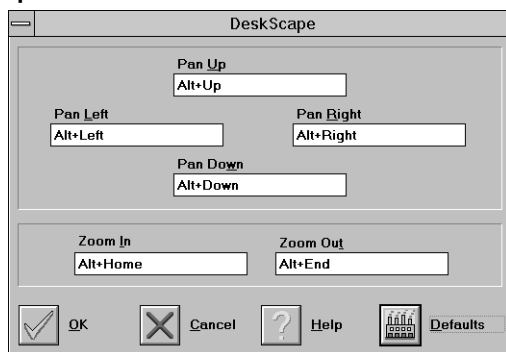 DeskScape
Pan Up
Alt+Up
Pan Left Pan Right
Alt+Left Alt+Right
Pan Down
Alt+Down
Zoom In Zoom Out
Alt+Home Alt+End
OK Cancel Help Defaults